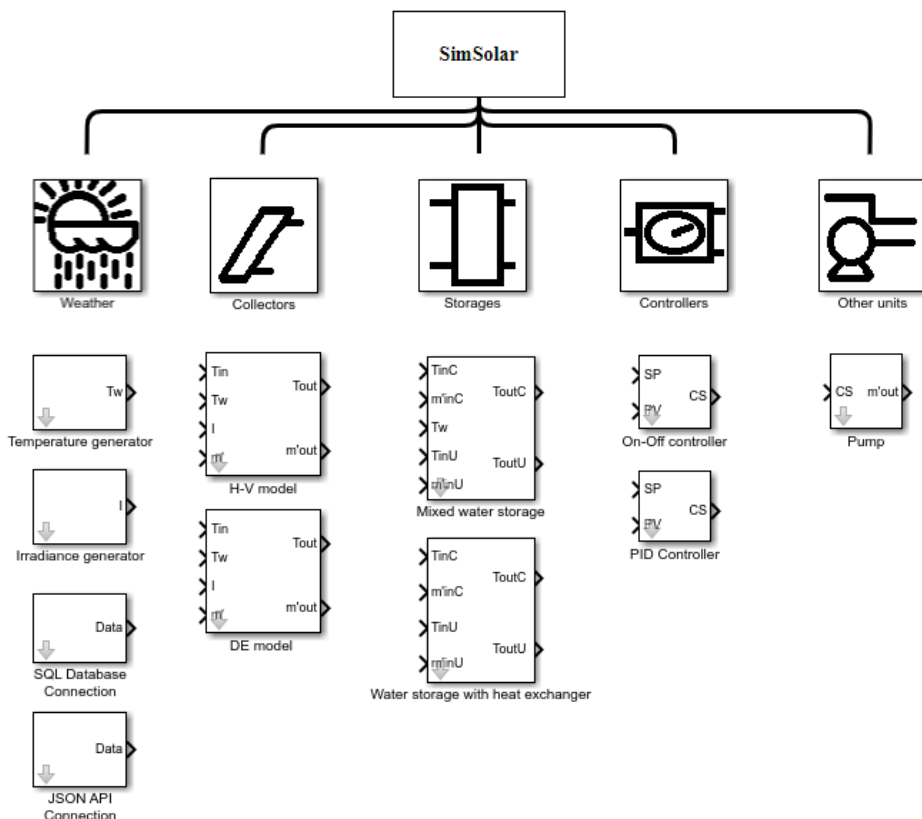 SimSolar
Weather
Collectors
Storages
Controllers
Other units
Tw
Temperature generator
I
Irradiance generator
Data
SQL Database
Connection
Data
JSON API
Connection
Tin
Tw
I
m'
Tout
m'out
H-V model
Tin
Tw
I
m'
Tout
m'out
DE model
TinC
m'inC
Tw
TinU
m'inU
ToutC
ToutU
Mixed water storage
TinC
m'inC
TinU
m'inU
ToutC
ToutU
Water storage with heat exchanger
SP
PV
CS
On-Off controller
SP
PV
CS
PID Controller
CS
m'out
Pump